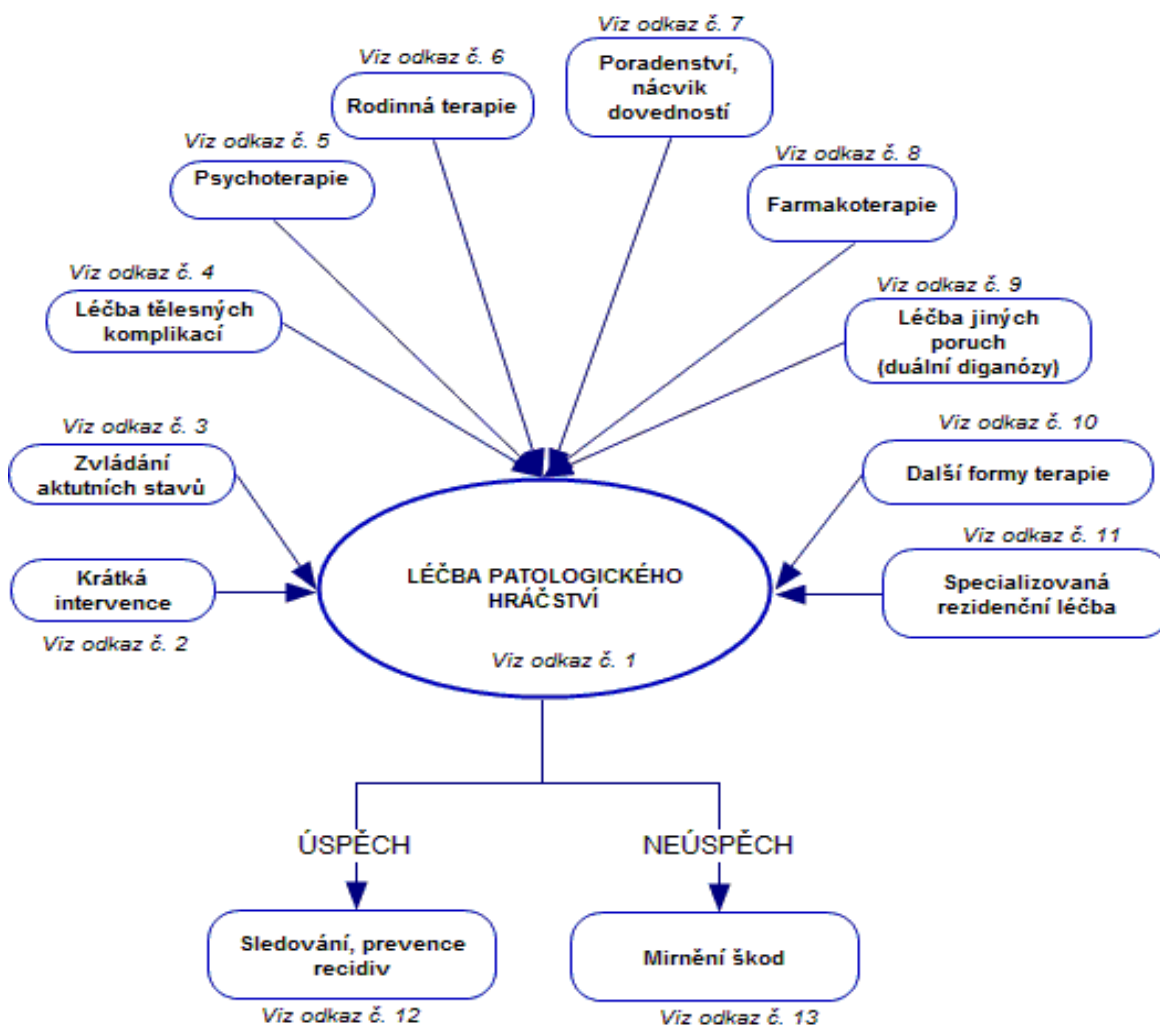 Viz odkaz č. 7
Poradenství,
nácvik
dovedností
Viz odkaz č. 6
Rodinná terapie
Viz odkaz č. 5
Psychoterapie
Viz odkaz č. 8
Farmakoterapie
Viz odkaz č. 4
Léčba tělesných
komplikací
Viz odkaz č. 9
Léčba jiných
poruch
(duální diganózy)
Viz odkaz č. 3
Zvládání
aktutních stavů
Viz odkaz č. 10
Další formy terapie
Krátká
intervence
Viz odkaz č. 2
Viz odkaz č. 11
Specializovaná
rezidenční léčba
LÉČBA PATOLOGICKÉHO
HRÁČSTVÍ
Viz odkaz č. 1
ÚSPĚCH
NEÚSPĚCH
Sledování, prevence
recidiv
Viz odkaz č. 12
Mirnění škod
Viz odkaz č. 13